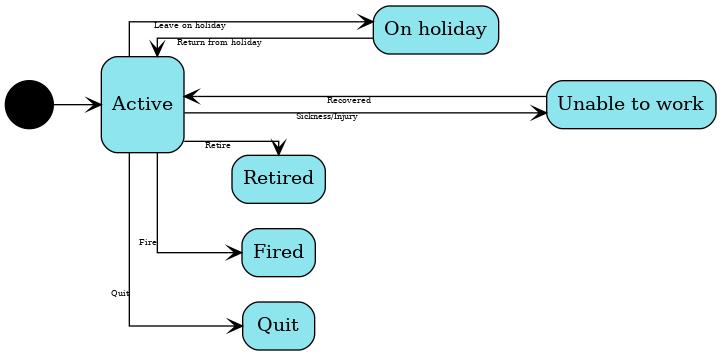 Leave on holiday
On holiday
Return from holiday
Active
Recovered
Unable to work
Sickness/Injury
Retire
Retired
Fire
Fired
Quit
Quit